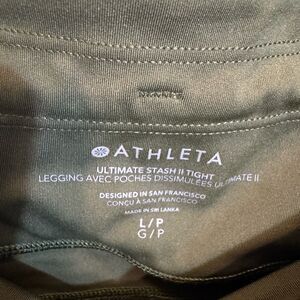 ATHLETA
ULTIMATE STASH II TIGHT
LEGGING AVEC POCHES DISSIMULÉES ULTIMATE II
DESIGNED IN SAN FRANCISCO
CONÇU À SAN FRANCISCO
MADE IN SRI LANKA
L/P
G/P